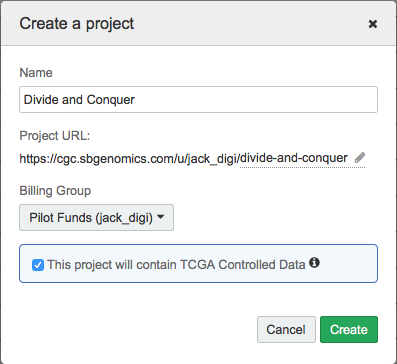 Create a project
Name
Divide and Conquer
Project URL:
https://cgc.sbgenomics.com/u/jack_digi/divide-and-conquer
Billing Group
Pilot Funds (jack_digi)
This project will contain TCGA Controlled Data
Cancel Create